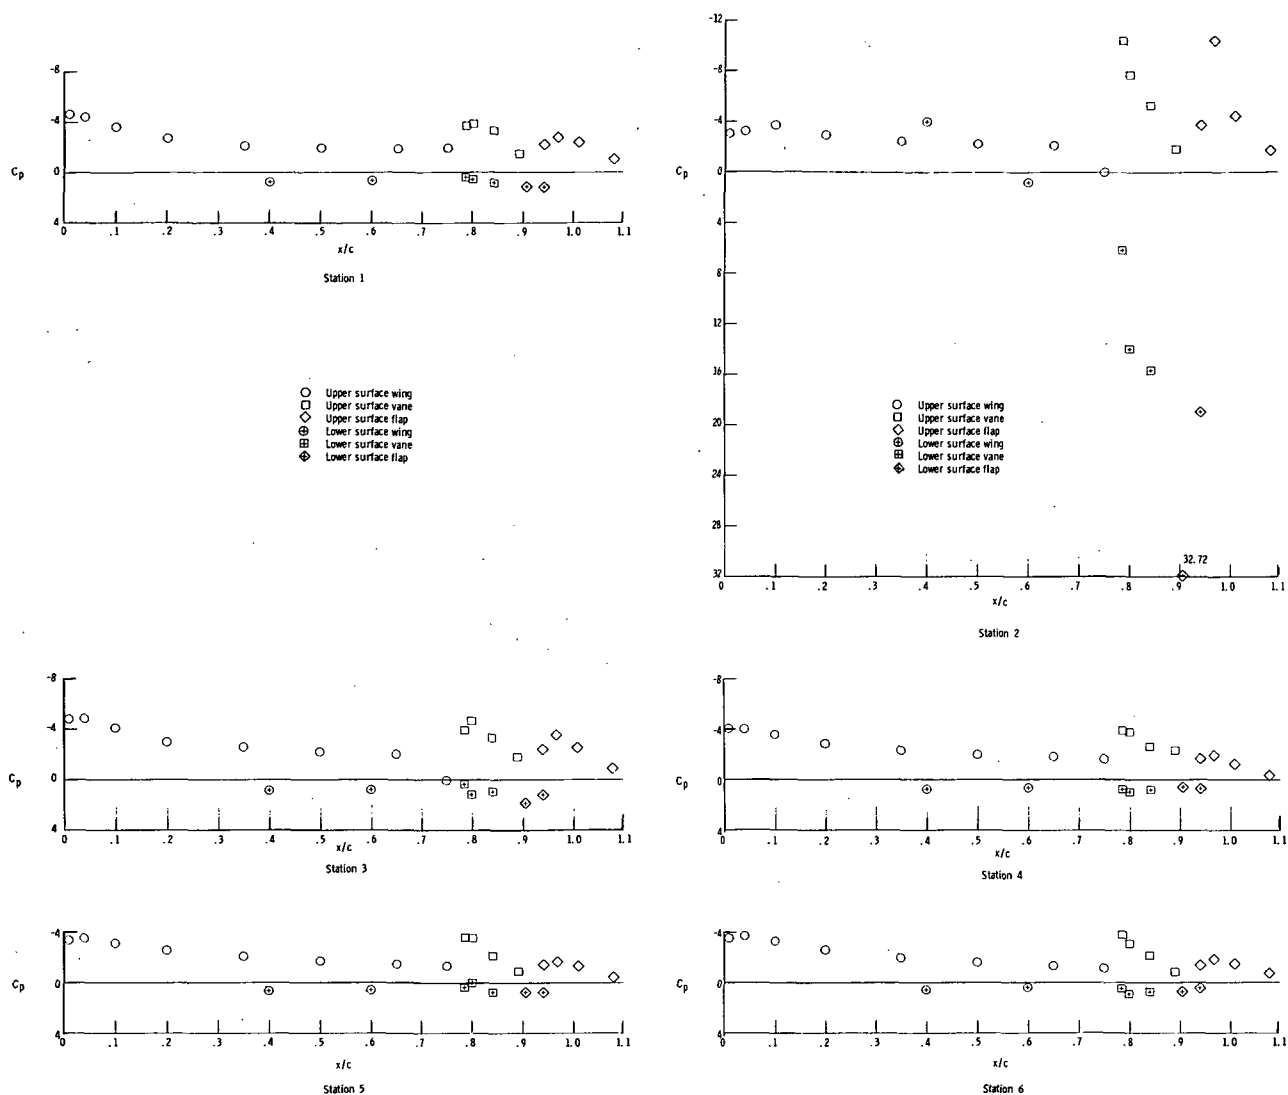 -8
-4
Cp
0
4
0 .1 .2 .3 .4 .5 .6 .7 .8 .9 1.0 1.1
x/c
Station 1
Upper surface wing
Upper surface vane
Upper surface flap
Lower surface wing
Lower surface vane
Lower surface flap
-12
-8
-4
Cp
0
4
8
12
16
20
24
28
32
Upper surface wing
Upper surface vane
Upper surface flap
Lower surface wing
Lower surface vane
Lower surface flap
32.72
0 .1 .2 .3 .4 .5 .6 .7 .8 .9 1.0 1.1
x/c
Station 2
-8
-4
Cp
0
4
0 .1 .2 .3 .4 .5 .6 .7 .8 .9 1.0 1.1
x/c
Station 3
-8
-4
Cp
0
4
0 .1 .2 .3 .4 .5 .6 .7 .8 .9 1.0 1.1
x/c
Station 4
-4
Cp
0
4
0 .1 .2 .3 .4 .5 .6 .7 .8 .9 1.0 1.1
x/c
Station 5
-4
Cp
0
4
0 .1 .2 .3 .4 .5 .6 .7 .8 .9 1.0 1.1
x/c
Station 6